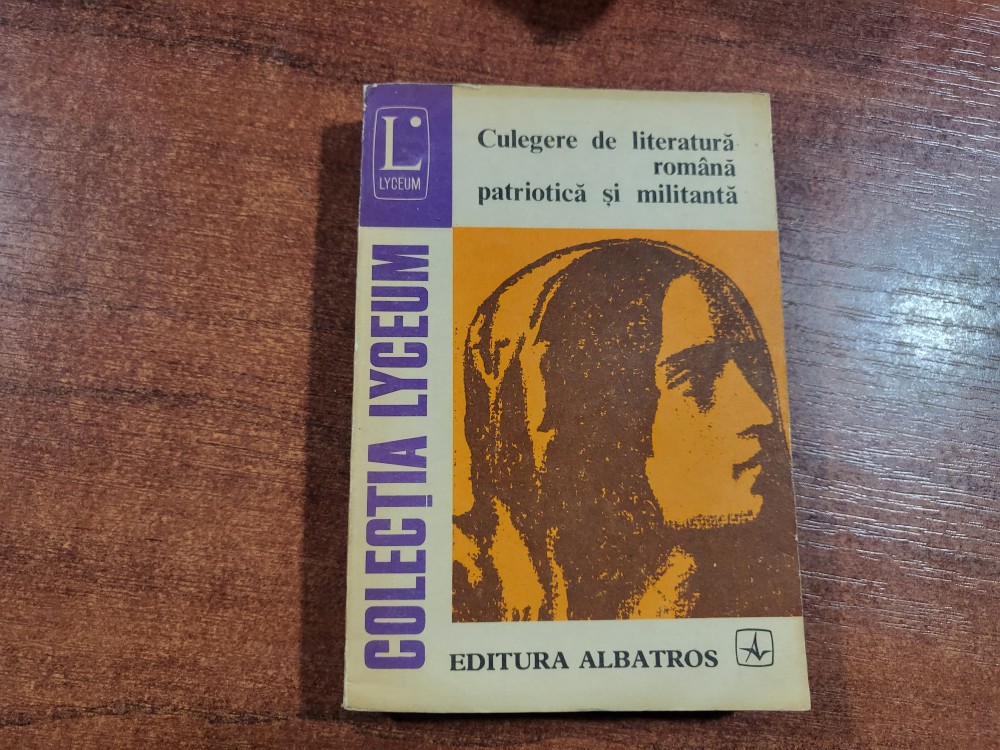 L
LYCEUM
Culegere de literatură
română
patriotică și militantă
COLECȚIA LYCEUM
EDITURA ALBATROS